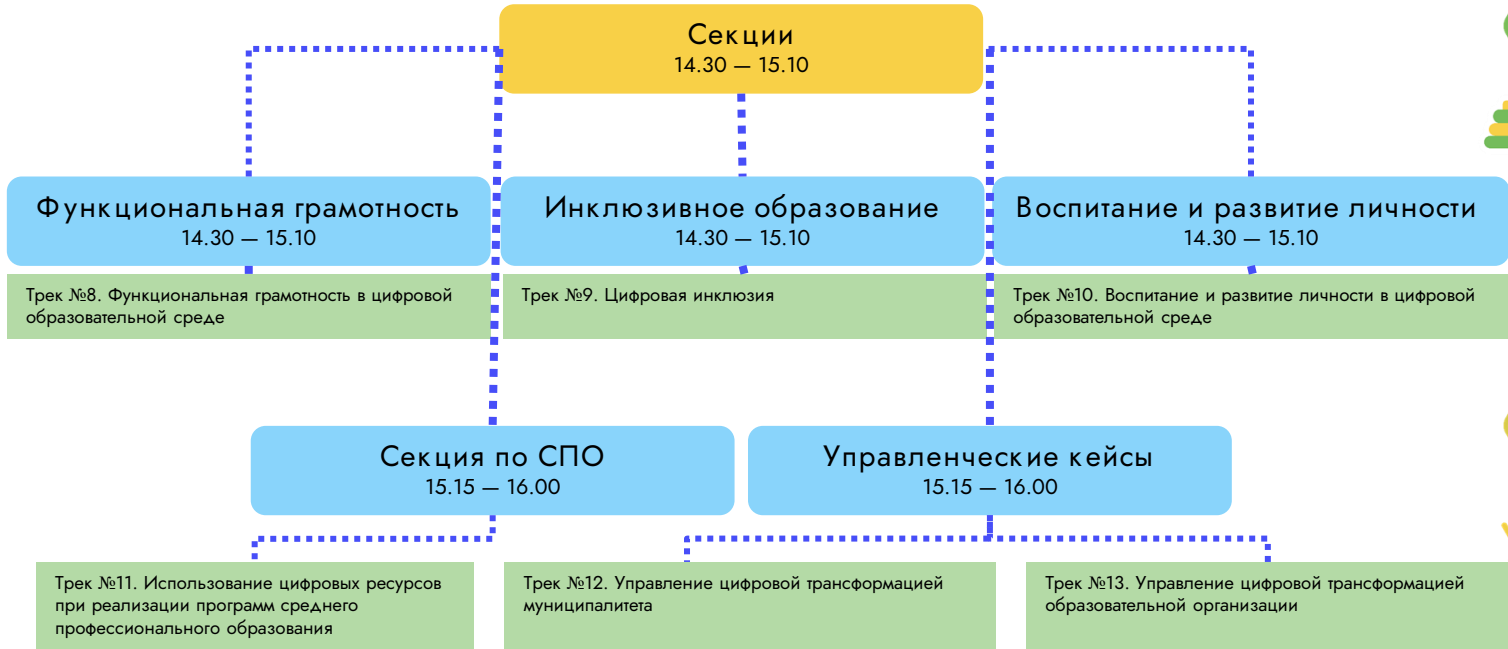 Секции
14.30 — 15.10
Функциональная грамотность
14.30 — 15.10
Инклюзивное образование
14.30 — 15.10
Воспитание и развитие личности
14.30 — 15.10
Трек №8. Функциональная грамотность в цифровой
образовательной среде
Трек №9. Цифровая инклюзия
Трек №10. Воспитание и развитие личности в цифровой
образовательной среде
Секция по СПО
15.15 — 16.00
Управленческие кейсы
15.15 — 16.00
Трек №11. Использование цифровых ресурсов
при реализации программ среднего
профессионального образования
Трек №12. Управление цифровой трансформацией
муниципалитета
Трек №13. Управление цифровой трансформацией
образовательной организации